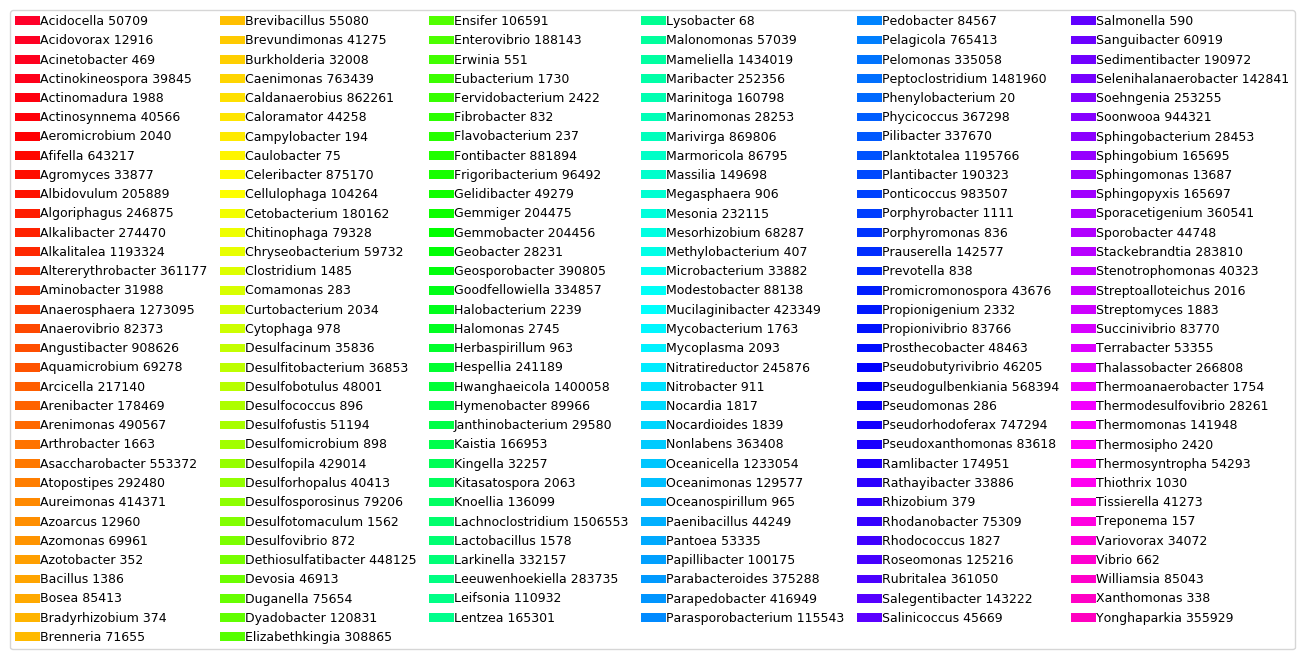 Acidocella 50709
Acidovorax 12916
Acinetobacter 469
Actinokineospora 39845
Actinomadura 1988
Actinosynnema 40566
Aeromicrobium 2040
Afifella 643217
Agromyces 33877
Albidovulum 205889
Algoriphagus 246875
Alkalibacter 274470
Alkalitalea 1193324
Altererythrobacter 361177
Aminobacter 31988
Anaerosphaera 1273095
Anaerovibrio 82373
Angustibacter 908626
Aquamicrobium 69278
Arcicella 217140
Arenibacter 178469
Arenimonas 490567
Arthrobacter 1663
Asaccharobacter 553372
Atopostipes 292480
Aureimonas 414371
Azoarcus 12960
Azomonas 69961
Azotobacter 352
Bacillus 1386
Bosea 85413
Bradyrhizobium 374
Brenneria 71655
Brevibacillus 55080
Brevundimonas 41275
Burkholderia 32008
Caenimonas 763439
Caldanaerobius 862261
Caloramator 44258
Campylobacter 194
Caulobacter 75
Celeribacter 875170
Cellulophaga 104264
Cetobacterium 180162
Chitinophaga 79328
Chryseobacterium 59732
Clostridium 1485
Comamonas 283
Curtobacterium 2034
Cytophaga 978
Desulfacinum 35836
Desulfitobacterium 36853
Desulfobotulus 48001
Desulfococcus 896
Desulfofustis 51194
Desulfomicrobium 898
Desulfopila 429014
Desulforhopalus 40413
Desulfosporosinus 79206
Desulfotomaculum 1562
Desulfovibrio 872
Dethiosulfatibacter 448125
Devosia 46913
Duganella 75654
Dyadobacter 120831
Elizabethkingia 308865
Ensifer 106591
Enterovibrio 188143
Erwinia 551
Eubacterium 1730
Fervidobacterium 2422
Fibrobacter 832
Flavobacterium 237
Fontibacter 881894
Frigoribacterium 96492
Gelidibacter 49279
Gemmiger 204475
Gemmobacter 204456
Geobacter 28231
Geosporobacter 390805
Goodfellowiella 334857
Halobacterium 2239
Halomonas 2745
Herbaspirillum 963
Hespellia 241189
Hwanghaeicola 1400058
Hymenobacter 89966
Janthinobacterium 29580
Kaistia 166953
Kingella 32257
Kitasatospora 2063
Knoellia 136099
Lachnoclostridium 1506553
Lactobacillus 1578
Larkinella 332157
Leeuwenhoekiella 283735
Leifsonia 110932
Lentzea 165301
Lysobacter 68
Malonomonas 57039
Mameliella 1434019
Maribacter 252356
Marinitoga 160798
Marinomonas 28253
Marivirga 869806
Marmoricola 86795
Massilia 149698
Megasphaera 906
Mesonia 232115
Mesorhizobium 68287
Methylobacterium 407
Microbacterium 33882
Modestobacter 88138
Mucilaginibacter 423349
Mycobacterium 1763
Mycoplasma 2093
Nitratireductor 245876
Nitrobacter 911
Nocardia 1817
Nocardioides 1839
Nonlabens 363408
Oceanicella 1233054
Oceanimonas 129577
Oceanospirillum 965
Paenibacillus 44249
Pantoea 53335
Papillibacter 100175
Parabacteroides 375288
Parapedobacter 416949
Parasporobacterium 115543
Pedobacter 84567
Pelagicola 765413
Pelomonas 335058
Peptoclostridium 1481960
Phenylobacterium 20
Phycicoccus 367298
Pilibacter 337670
Planktotalea 1195766
Plantibacter 190323
Ponticoccus 983507
Porphyrobacter 1111
Porphyromonas 836
Prauserella 142577
Prevotella 838
Promicromonospora 43676
Propionigenium 2332
Propionivibrio 83766
Prosthecobacter 48463
Pseudobutyrivibrio 46205
Pseudogulbenkiania 568394
Pseudomonas 286
Pseudorhodoferax 747294
Pseudoxanthomonas 83618
Ramlibacter 174951
Rathayibacter 33886
Rhizobium 379
Rhodanobacter 75309
Rhodococcus 1827
Roseomonas 125216
Rubritalea 361050
Salegentibacter 143222
Salinicoccus 45669
Salmonella 590
Sanguibacter 60919
Sedimentibacter 190972
Selenihalanaerobacter 142841
Soehngenia 253255
Soonwooa 944321
Sphingobacterium 28453
Sphingobium 165695
Sphingomonas 13687
Sphingopyxis 165697
Sporacetigenium 360541
Sporobacter 44748
Stackebrandtia 283810
Stenotrophomonas 40323
Streptoalloteichus 2016
Streptomyces 1883
Succinivibrio 83770
Terrabacter 53355
Thalassobacter 266808
Thermoanaerobacter 1754
Thermodesulfovibrio 28261
Thermomonas 141948
Thermosipho 2420
Thermosyntropha 54293
Thiothrix 1030
Tissierella 41273
Treponema 157
Variovorax 34072
Vibrio 662
Williamsia 85043
Xanthomonas 338
Yonghaparkia 355929